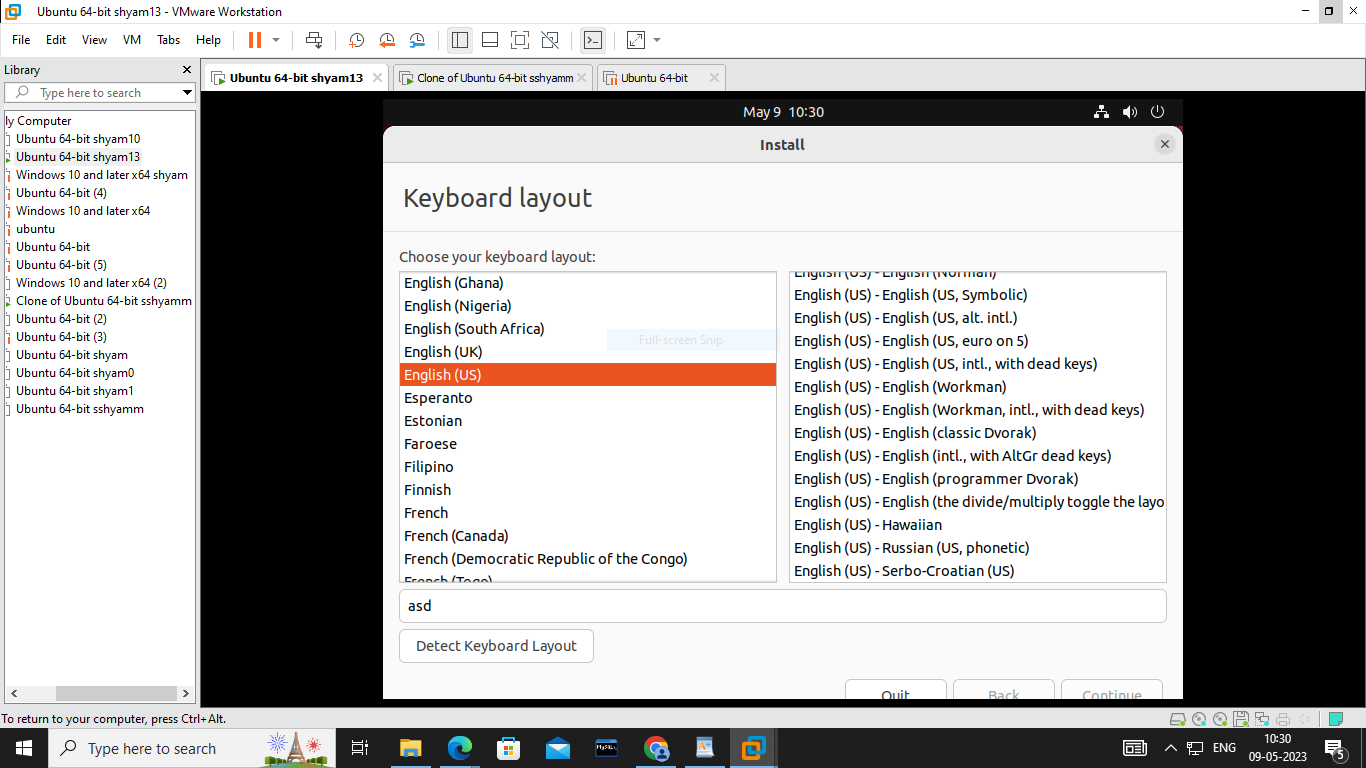 Ubuntu 64-bit shyam13 - VMware Workstation
File Edit View VM Tabs Help
Library
Type here to search
Ubuntu 64-bit shyam13
Clone of Ubuntu 64-bit sshyamm
Ubuntu 64-bit
ly Computer
Ubuntu 64-bit shyam10
Ubuntu 64-bit shyam13
Windows 10 and later x64 shyam
Ubuntu 64-bit (4)
Windows 10 and later x64
ubuntu
Ubuntu 64-bit
Ubuntu 64-bit (5)
Windows 10 and later x64 (2)
Clone of Ubuntu 64-bit sshyamm
Ubuntu 64-bit (2)
Ubuntu 64-bit (3)
Ubuntu 64-bit shyam
Ubuntu 64-bit shyam0
Ubuntu 64-bit shyam1
Ubuntu 64-bit sshyamm
May 9 10:30
Install
Keyboard layout
Choose your keyboard layout:
English (Ghana)
English (Nigeria)
English (South Africa)
English (UK)
English (US)
Esperanto
Estonian
Faroese
Filipino
Finnish
French
French (Canada)
French (Democratic Republic of the Congo)
French (Togo)
Full-screen Snip
English (US) - English (Norman)
English (US) - English (US, Symbolic)
English (US) - English (US, alt. intl.)
English (US) - English (US, euro on 5)
English (US) - English (US, intl., with dead keys)
English (US) - English (Workman)
English (US) - English (Workman, intl., with dead keys)
English (US) - English (classic Dvorak)
English (US) - English (intl., with AltGr dead keys)
English (US) - English (programmer Dvorak)
English (US) - English (the divide/multiply toggle the layo
English (US) - Hawaiian
English (US) - Russian (US, phonetic)
English (US) - Serbo-Croatian (US)
asd
Detect Keyboard Layout
Quit Back Continue
To return to your computer, press Ctrl+Alt.
Type here to search
MySQL
ENG
10:30
09-05-2023
5